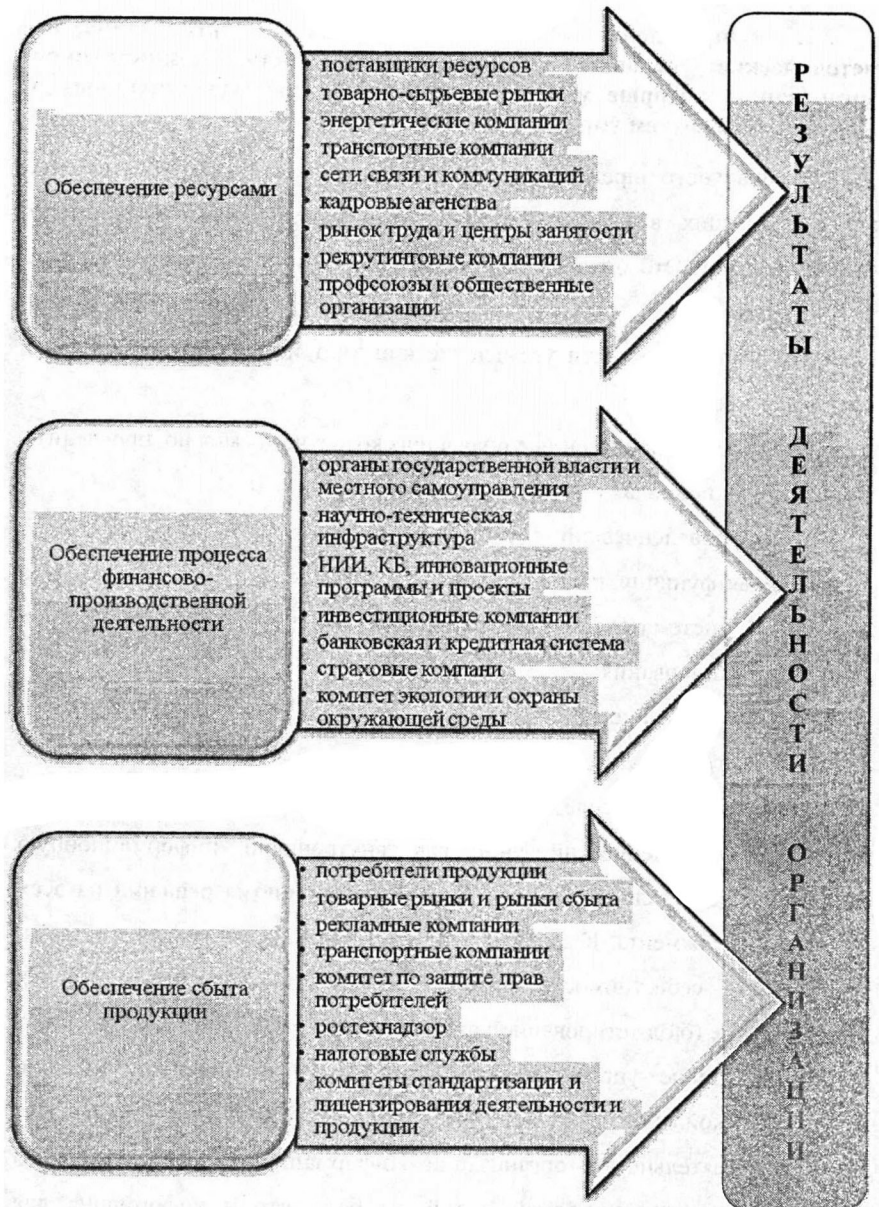 Обеспечение ресурсами
поставщики ресурсов
товарно-сырьевые рынки
энергетические компании
транспортные компании
сети связи и коммуникаций
кадровые агенства
рынок труда и центры занятости
рекрутинговые компании
профсоюзы и общественные
организации
Обеспечение процесса
финансово-
производственной
деятельности
органы государственной власти и
местного самоуправления
научно-техническая
инфраструктура
НИИ, КБ, инновационные
программы и проекты
инвестиционные компании
банковская и кредитная система
страховые компани
комитет экологии и охраны
окружающей среды
Обеспечение сбыта
продукции
потребители продукции
товарные рынки и рынки сбыта
рекламные компании
транспортные компании
комитет по защите прав
потребителей
ростехнадзор
налоговые службы
комитеты стандартизации и
лицензирования деятельности и
продукции
РЕЗУЛЬТАТЫ ДЕЯТЕЛЬНОСТИ ОРГАНИЗАЦИИ